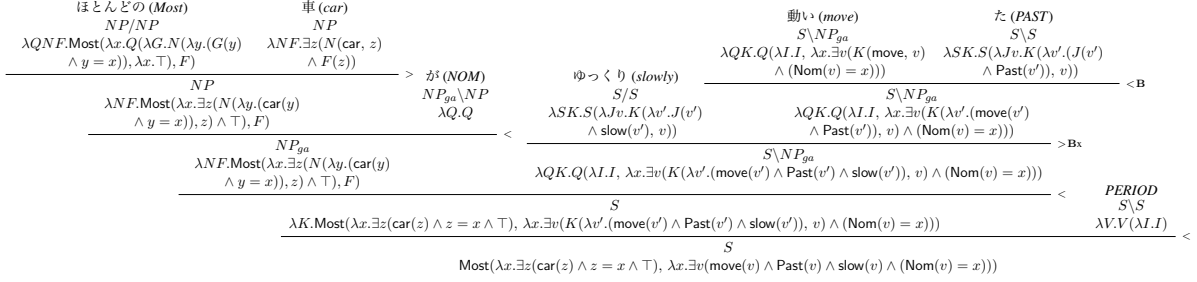 ほとんどの (Most)
NP/NP
λQNF.Most(λx.Q(λG.N(λy.(G(y)
∧ y = x)), λx.⊤), F)
車 (car)
NP
λNF.∃z(N(car, z)
∧ F(z))
>
NP
λNF.Most(λx.∃z(N(λy.(car(y)
∧ y = x)), z) ∧ ⊤), F)
が (NOM)
NP_ga\NP
λQ.Q
<
NP_ga
λNF.Most(λx.∃z(N(λy.(car(y)
∧ y = x)), z) ∧ ⊤), F)
ゆっくり (slowly)
S/S
λSK.S(λJv.K(λv′.J(v′)
∧ slow(v′), v))
動い (move)
S\NP_ga
λQK.Q(λI.I, λx.∃v(K(move, v)
∧ (Nom(v) = x)))
た (PAST)
S\S
λSK.S(λJv.K(λv′.(J(v′)
∧ Past(v′)), v))
<B
S\NP_ga
λQK.Q(λI.I, λx.∃v(K(λv′.(move(v′)
∧ Past(v′)), v) ∧ (Nom(v) = x)))
>Bx
S\NP_ga
λQK.Q(λI.I, λx.∃v(K(λv′.(move(v′) ∧ Past(v′) ∧ slow(v′)), v) ∧ (Nom(v) = x)))
<
S
λK.Most(λx.∃z(car(z) ∧ z = x ∧ ⊤), λx.∃v(K(λv′.(move(v′) ∧ Past(v′) ∧ slow(v′)), v) ∧ (Nom(v) = x)))
PERIOD
S\S
λV.V(λI.I)
<
S
Most(λx.∃z(car(z) ∧ z = x ∧ ⊤), λx.∃v(move(v) ∧ Past(v) ∧ slow(v) ∧ (Nom(v) = x)))